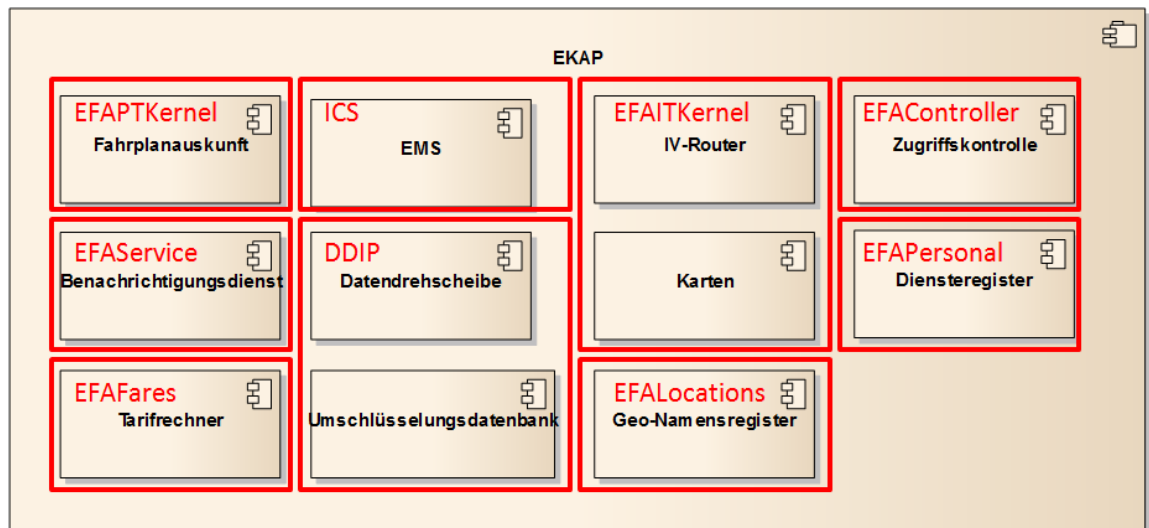 EKAP
EFAPTKernel
Fahrplanauskunft
ICS
EMS
EFAITKernel
IV-Router
EFAController
Zugriffskontrolle
EFAService
Benachrichtigungsdienst
DDIP
Datendrehscheibe
Karten
EFAPersonal
Diensteregister
EFAFares
Tarifrechner
Umschlüsselungsdatenbank
EFALocations
Geo-Namensregister